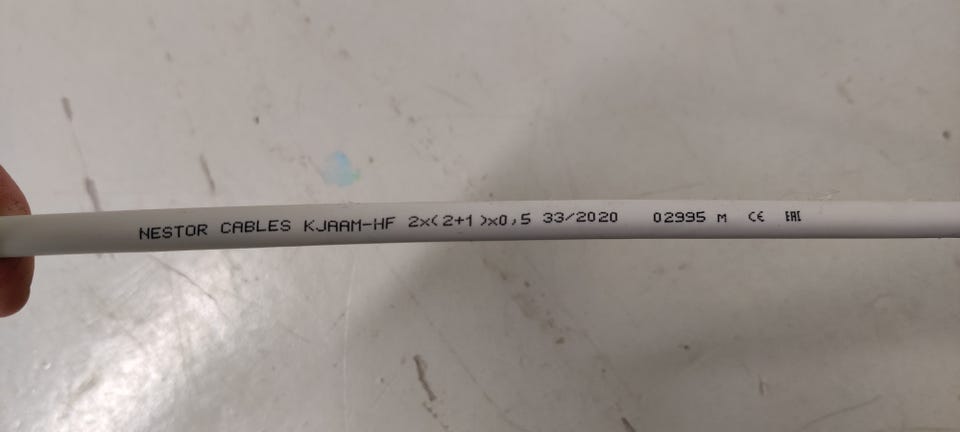 NESTOR CABLES KJAAM-HF 2x(2+1)x0,5 33/2020 02995 M CE EAC